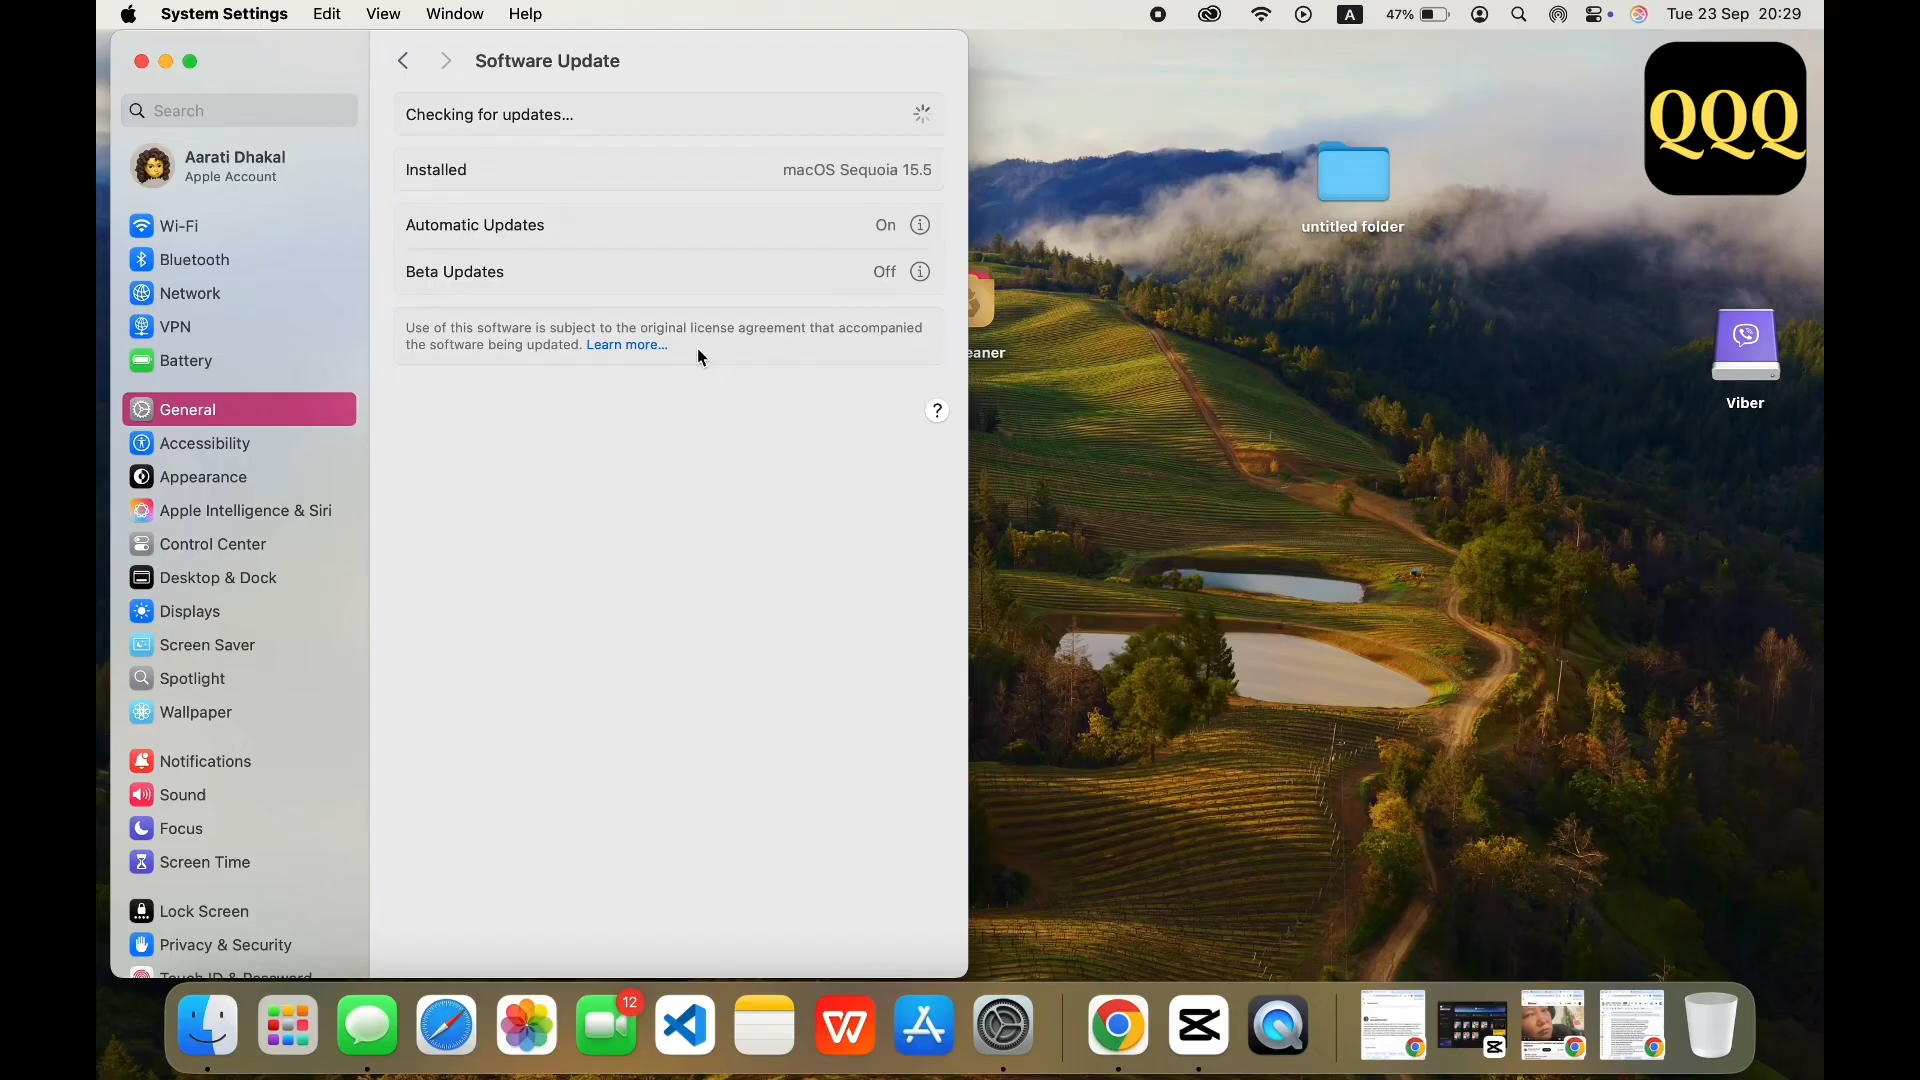 System Settings Edit View Window Help
A 47% Tue 23 Sep 20:29
Search
Aarati Dhakal
Apple Account
Wi-Fi
Bluetooth
Network
VPN
Battery
General
Accessibility
Appearance
Apple Intelligence & Siri
Control Center
Desktop & Dock
Displays
Screen Saver
Spotlight
Wallpaper
Notifications
Sound
Focus
Screen Time
Lock Screen
Privacy & Security
Touch ID & Password
Software Update
Checking for updates...
Installed macOS Sequoia 15.5
Automatic Updates On
Beta Updates Off
Use of this software is subject to the original license agreement that accompanied
the software being updated. Learn more...
?
eaner
untitled folder
QQQ
Viber
12